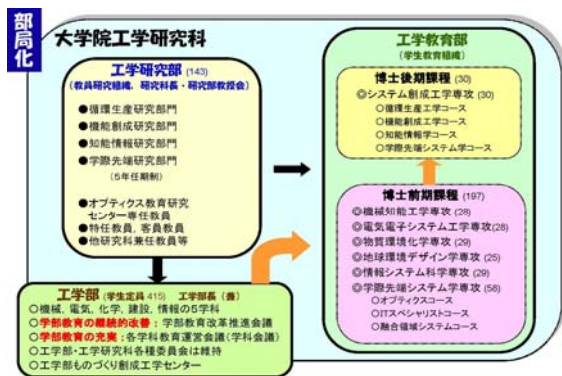 部局化
大学院工学研究科
工学研究部 (143)
(教員研究組織, 研究科長・研究部教授会)
●循環生産研究部門
●機能創成研究部門
●知能情報研究部門
●学際先端研究部門
(5年任期制)
●オプティクス教育研究
センター専任教員
●特任教員, 客員教員
●他研究科兼任教員等
工学部 (学生定員 415) 工学部長 (兼)
○機械, 電気, 化学, 建設, 情報の5学科
○学部教育の継続的改善: 学部教育改革推進会議
○学部教育の充実: 各学科教育運営会議(学科会議)
○工学部・工学研究科各種委員会は維持
○工学部ものづくり創成工学センター
工学教育部
(学生教育組織)
博士後期課程 (30)
◎システム創成工学専攻 (30)
○循環生産工学コース
○機能創成工学コース
○知能情報学コース
○学際先端システム学コース
博士前期課程 (197)
◎機械知能工学専攻 (28)
◎電気電子システム工学専攻(28)
◎物質環境化学専攻 (29)
◎地球環境デザイン学専攻 (25)
◎情報システム科学専攻 (29)
◎学際先端システム学専攻 (58)
○オプティクスコース
○ITスペシャリストコース
○融合領域システムコース